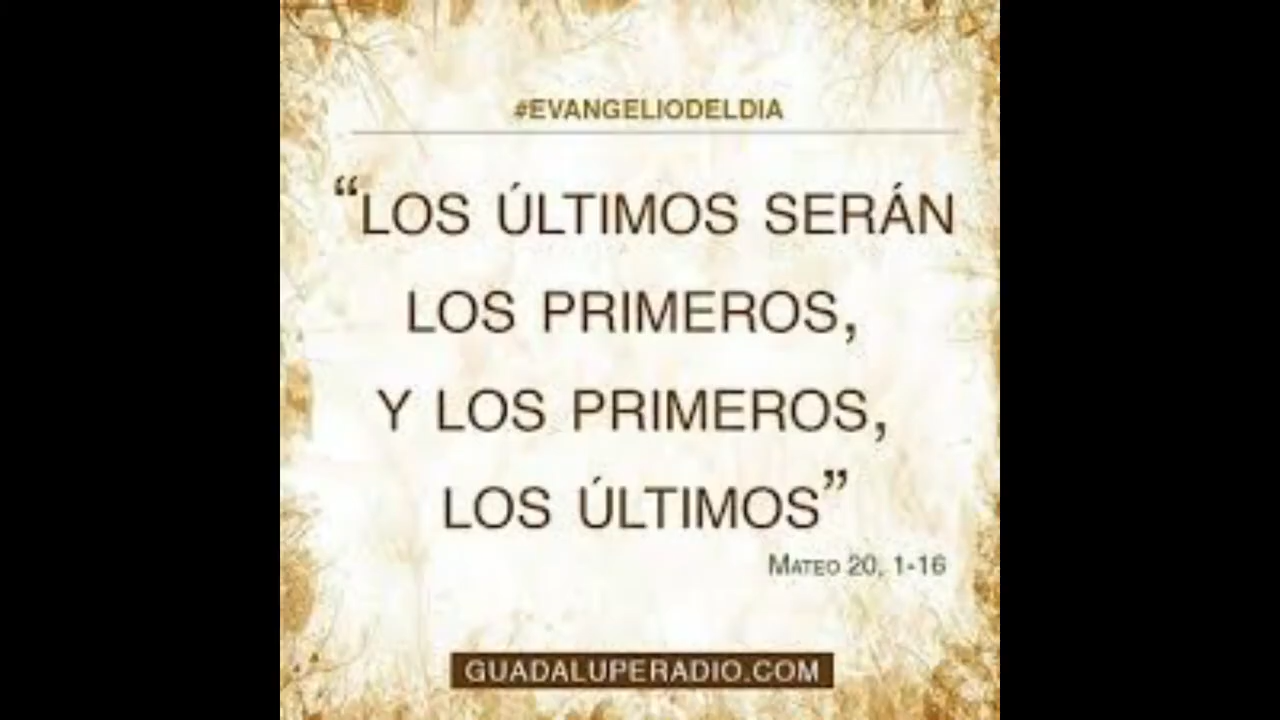 #EVANGELIODELDIA
“LOS ÚLTIMOS SERÁN
LOS PRIMEROS,
Y LOS PRIMEROS,
LOS ÚLTIMOS”
MATEO 20, 1-16
GUADALUPERADIO.COM